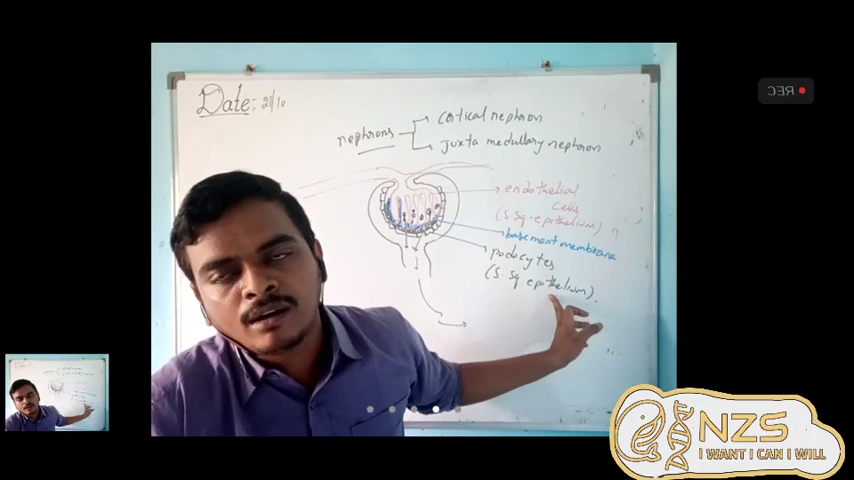 Date: 21/10
REC
nephrons
cortical nephron
Juxta medullary nephron
endothelial
cells
(S Sq-epithelium)
basement membrane
podocytes
(S. Sq epithelium).
NZS
I WANT I CAN I WILL